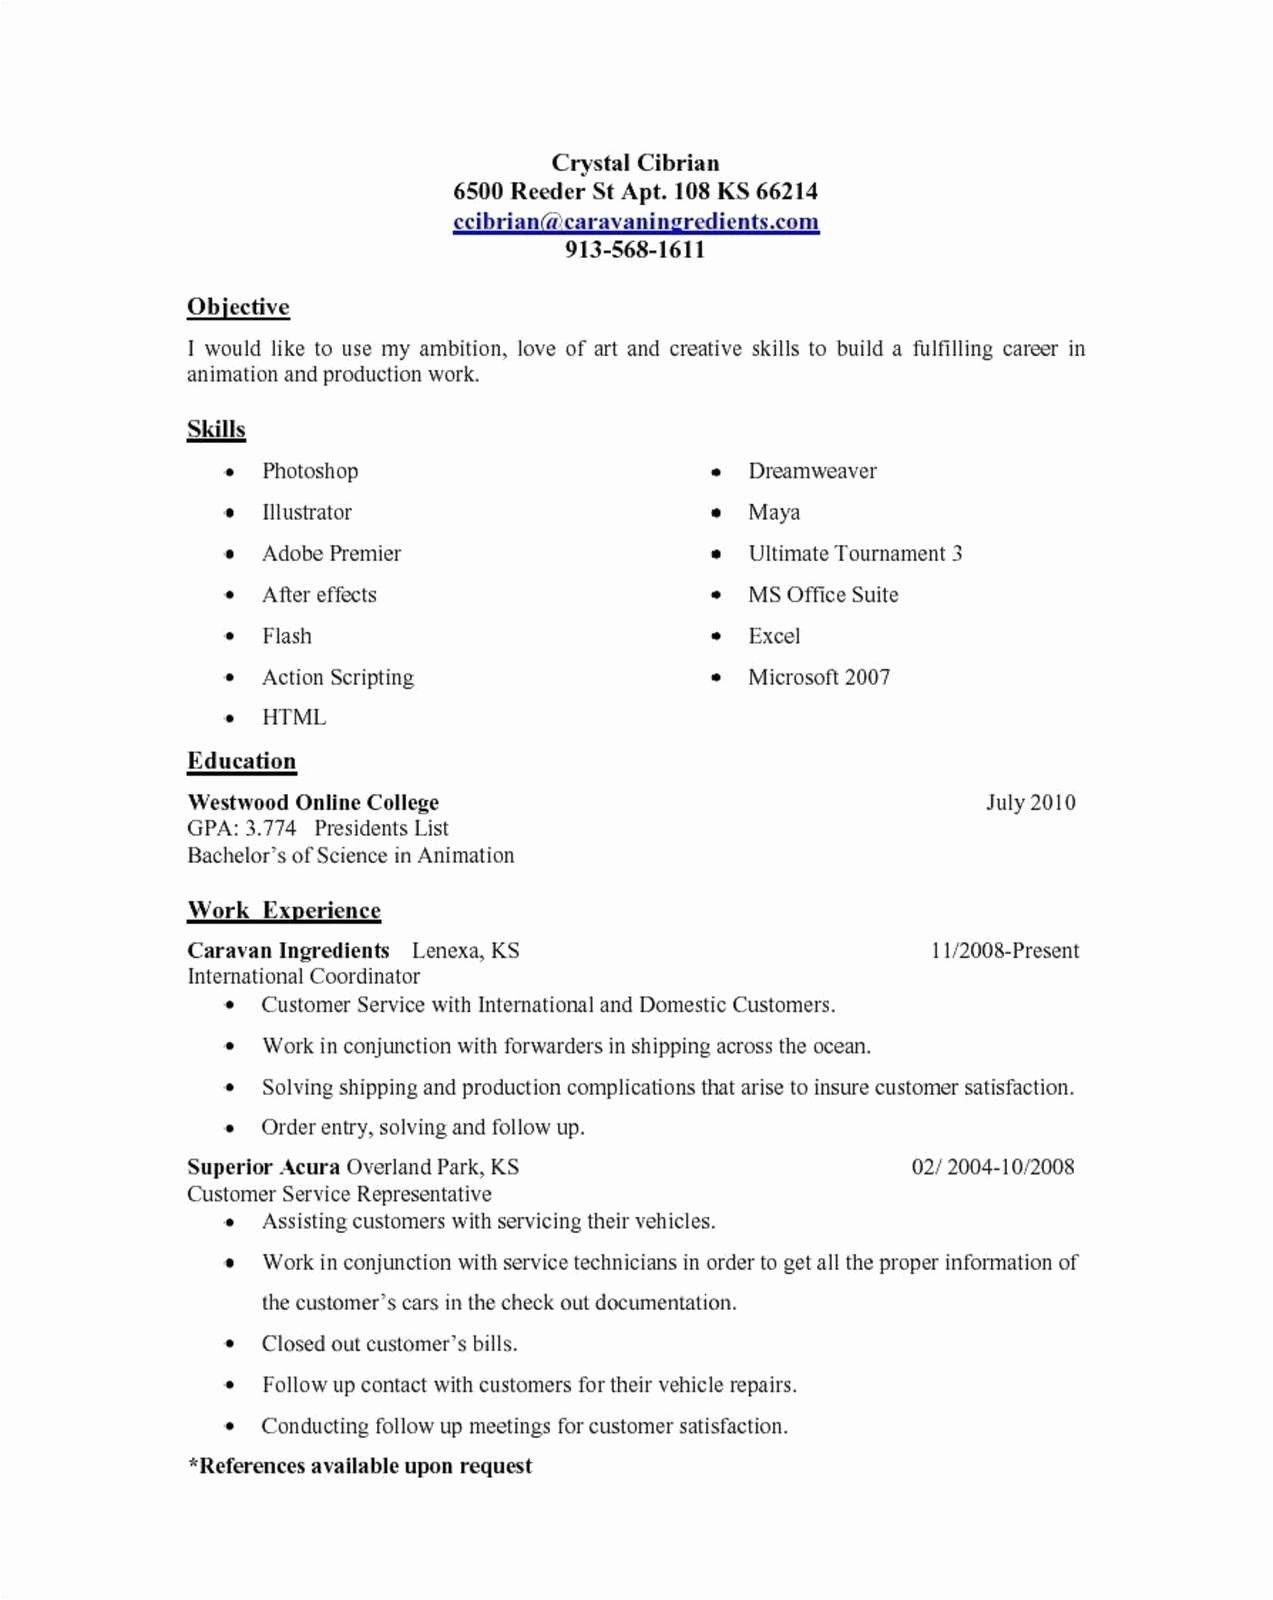 Crystal Cibrian
6500 Reeder St Apt. 108 KS 66214
ccibrian@caravaningredients.com
913-568-1611
Objective
I would like to use my ambition, love of art and creative skills to build a fulfilling career in
animation and production work.
Skills
• Photoshop
• Illustrator
• Adobe Premier
• After effects
• Flash
• Action Scripting
• HTML
• Dreamweaver
• Maya
• Ultimate Tournament 3
• MS Office Suite
• Excel
• Microsoft 2007
Education
Westwood Online College July 2010
GPA: 3.774 Presidents List
Bachelor's of Science in Animation
Work Experience
Caravan Ingredients Lenexa, KS 11/2008-Present
International Coordinator
• Customer Service with International and Domestic Customers.
• Work in conjunction with forwarders in shipping across the ocean.
• Solving shipping and production complications that arise to insure customer satisfaction.
• Order entry, solving and follow up.
Superior Acura Overland Park, KS 02/ 2004-10/2008
Customer Service Representative
• Assisting customers with servicing their vehicles.
• Work in conjunction with service technicians in order to get all the proper information of
the customer's cars in the check out documentation.
• Closed out customer's bills.
• Follow up contact with customers for their vehicle repairs.
• Conducting follow up meetings for customer satisfaction.
*References available upon request